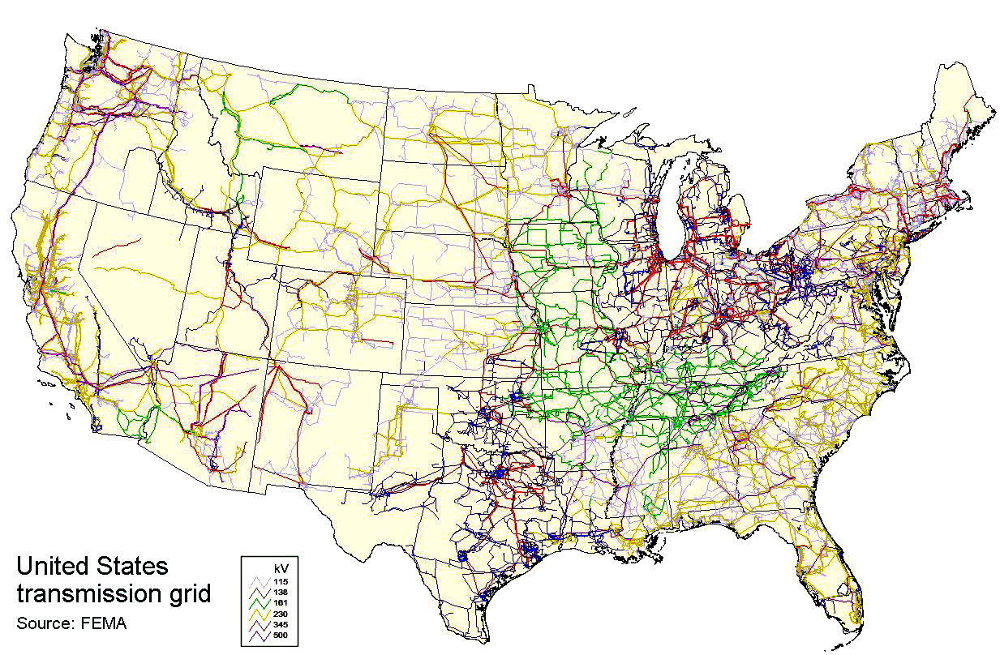 United States
transmission grid
Source: FEMA
kV
115
138
161
230
345
500